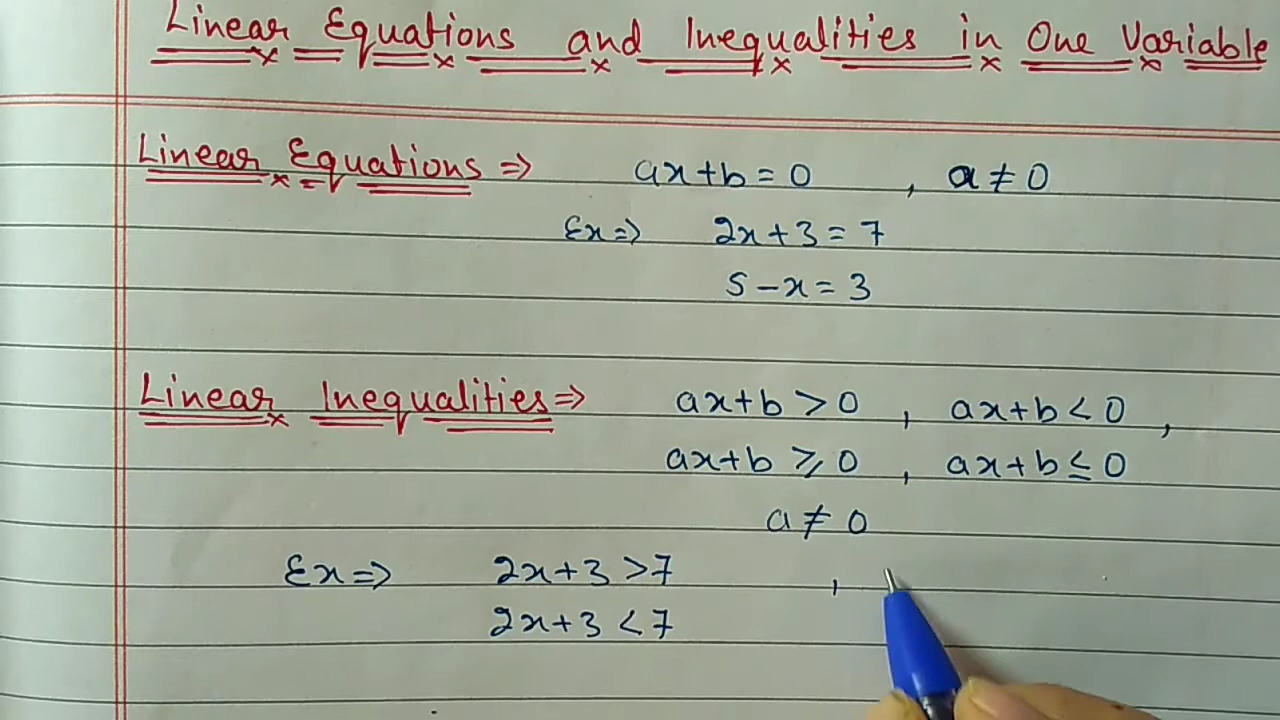 Linear Equations and Inequalities in One Variable
Linear Equations ⇒ ax+b=0 , a≠0
Ex⇒ 2x+3=7
5-x=3
Linear Inequalities⇒ ax+b>0 , ax+b<0 ,
ax+b⩾0 , ax+b≤0
a≠0
Ex⇒ 2x+3>7 ,
2x+3<7